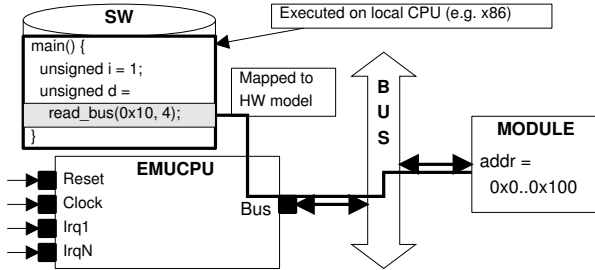 SW
Executed on local CPU (e.g. x86)
main() {
unsigned i = 1;
unsigned d =
read_bus(0x10, 4);
}
Mapped to
HW model
B
U
S
MODULE
addr =
0x0..0x100
EMUCPU
Reset
Clock
Irq1
IrqN
Bus